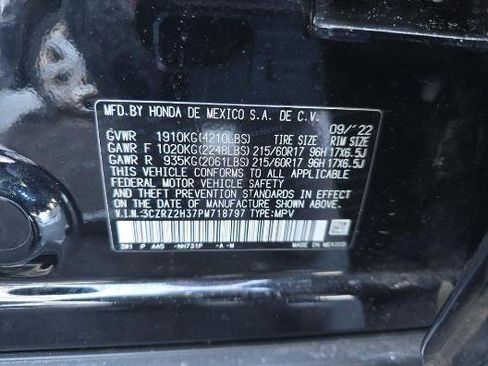 MFD.BY HONDA DE MEXICO S.A. DE C.V.
09/'22
GVWR 1910KG(4210LBS) TIRE SIZE RIM SIZE
GAWR F 1020KG(2248LBS) 215/60R17 96H 17X6.5J
GAWR R 935KG(2061LBS) 215/60R17 96H 17X6.5J
THIS VEHICLE CONFORMS TO ALL APPLICABLE
FEDERAL MOTOR VEHICLE SAFETY
AND THEFT PREVENTION STANDARDS IN EFFECT
ON THE DATE OF MANUFACTURE SHOWN ABOVE.
V.I.N.:3CZRZ2H37PM718797 TYPE:MPV
P AA5 -NH731P -A -M
MADE IN MEXICO